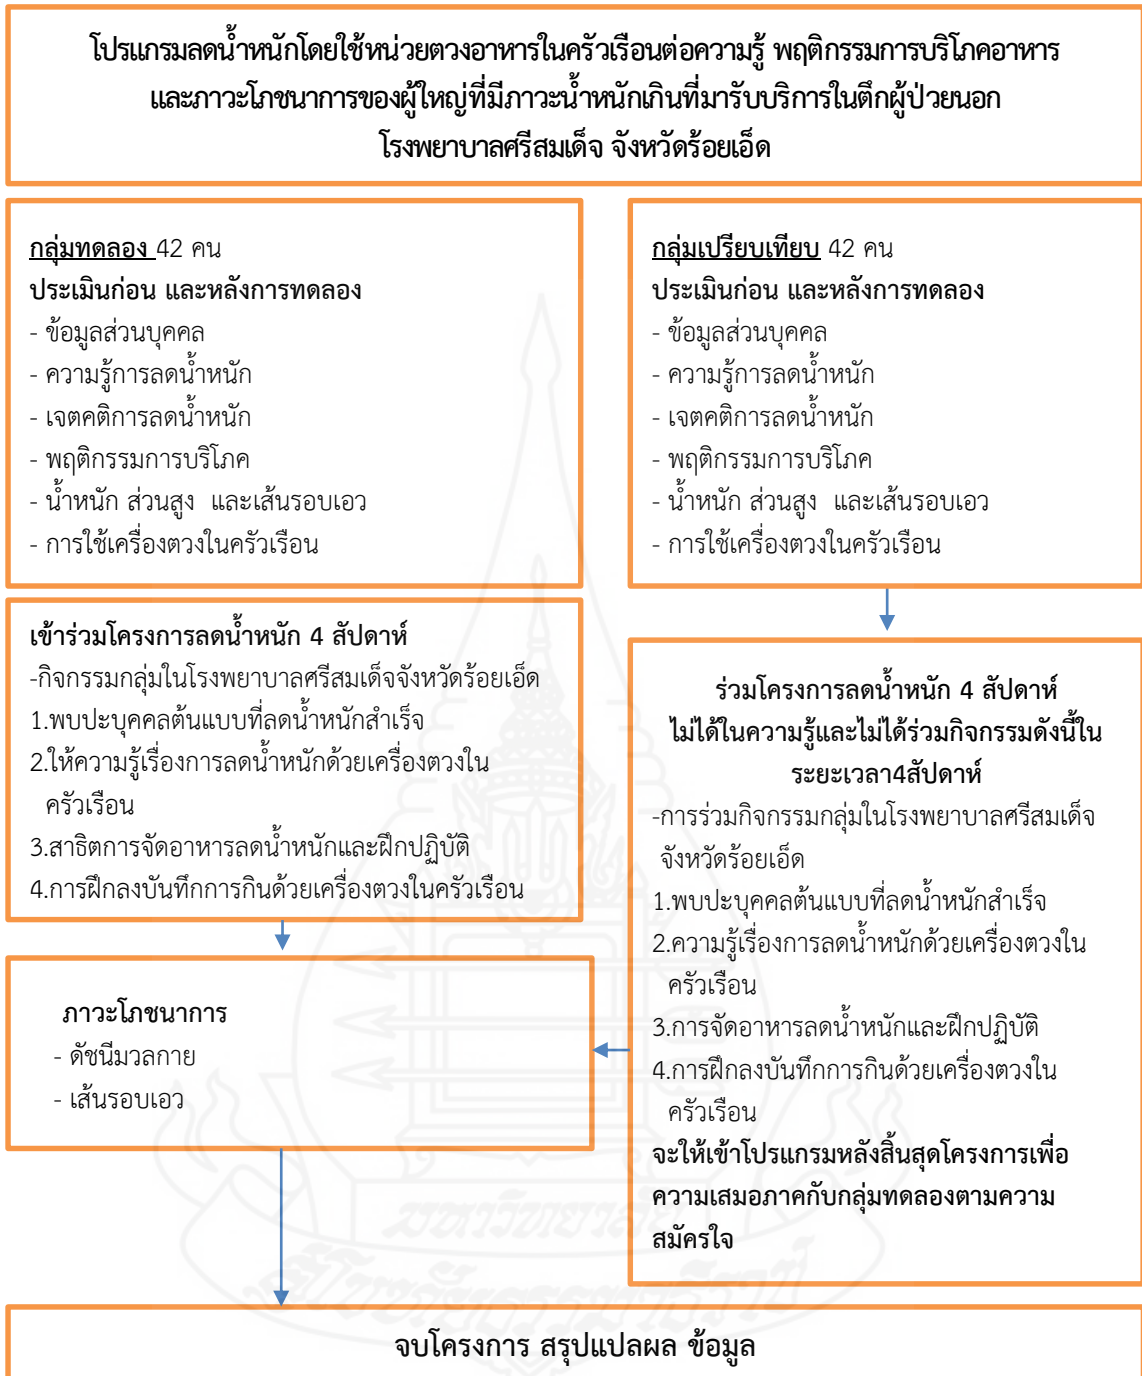 โปรแกรมลดน้ำหนักโดยใช้หน่วยตวงอาหารในครัวเรือนต่อความรู้ พฤติกรรมการบริโภคอาหาร
และภาวะโภชนาการของผู้ใหญ่ที่มีภาวะน้ำหนักเกินที่มารับบริการในตึกผู้ป่วยนอก
โรงพยาบาลศรีสมเด็จ จังหวัดร้อยเอ็ด
กลุ่มทดลอง 42 คน
ประเมินก่อน และหลังการทดลอง
- ข้อมูลส่วนบุคคล
- ความรู้การลดน้ำหนัก
- เจตคติการลดน้ำหนัก
- พฤติกรรมการบริโภค
- น้ำหนัก ส่วนสูง และเส้นรอบเอว
- การใช้เครื่องตวงในครัวเรือน
กลุ่มเปรียบเทียบ 42 คน
ประเมินก่อน และหลังการทดลอง
- ข้อมูลส่วนบุคคล
- ความรู้การลดน้ำหนัก
- เจตคติการลดน้ำหนัก
- พฤติกรรมการบริโภค
- น้ำหนัก ส่วนสูง และเส้นรอบเอว
- การใช้เครื่องตวงในครัวเรือน
เข้าร่วมโครงการลดน้ำหนัก 4 สัปดาห์
-กิจกรรมกลุ่มในโรงพยาบาลศรีสมเด็จจังหวัดร้อยเอ็ด
1.พบปะบุคคลต้นแบบที่ลดน้ำหนักสำเร็จ
2.ให้ความรู้เรื่องการลดน้ำหนักด้วยเครื่องตวงใน
ครัวเรือน
3.สาธิตการจัดอาหารลดน้ำหนักและฝึกปฏิบัติ
4.การฝึกลงบันทึกการกินด้วยเครื่องตวงในครัวเรือน
ร่วมโครงการลดน้ำหนัก 4 สัปดาห์
ไม่ได้ในความรู้และไม่ได้ร่วมกิจกรรมดังนี้ใน
ระยะเวลา4สัปดาห์
-การร่วมกิจกรรมกลุ่มในโรงพยาบาลศรีสมเด็จ
จังหวัดร้อยเอ็ด
1.พบปะบุคคลต้นแบบที่ลดน้ำหนักสำเร็จ
2.ความรู้เรื่องการลดน้ำหนักด้วยเครื่องตวงใน
ครัวเรือน
3.การจัดอาหารลดน้ำหนักและฝึกปฏิบัติ
4.การฝึกลงบันทึกการกินด้วยเครื่องตวงใน
ครัวเรือน
จะให้เข้าโปรแกรมหลังสิ้นสุดโครงการเพื่อ
ความเสมอภาคกับกลุ่มทดลองตามความ
สมัครใจ
ภาวะโภชนาการ
- ดัชนีมวลกาย
- เส้นรอบเอว
มหาวิทยาลัย
สุโขทัยธรรมาธิราช
จบโครงการ สรุปแปลผล ข้อมูล